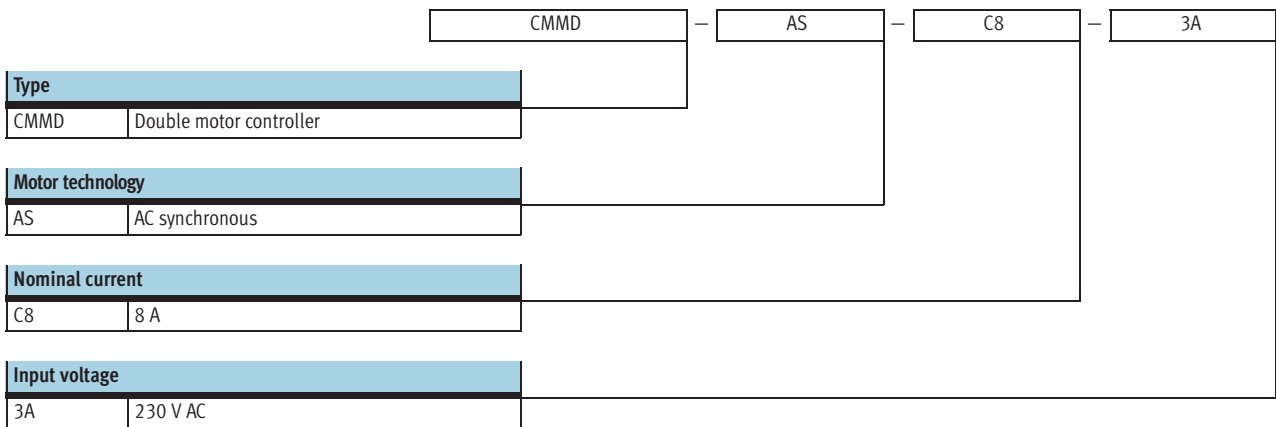 CMMD – AS – C8 – 3A
Type
CMMD Double motor controller
Motor technology
AS AC synchronous
Nominal current
C8 8 A
Input voltage
3A 230 V AC